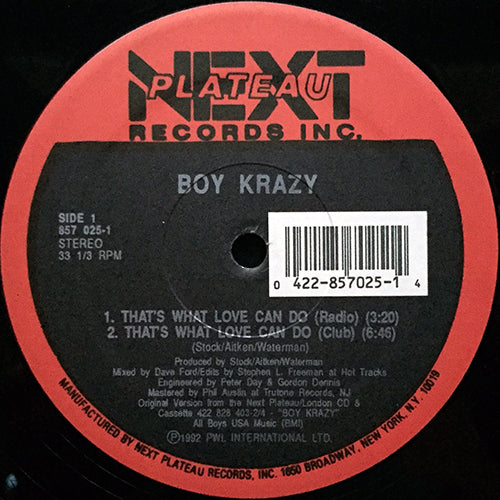 NEXT
PLATEAU
RECORDS INC.
BOY KRAZY
SIDE 1
857 025-1
STEREO
33 1/3 RPM
0 422-857025-1 4
1. THAT'S WHAT LOVE CAN DO (Radio) (3:20)
2. THAT'S WHAT LOVE CAN DO (Club) (6:46)
(Stock/Aitken/Waterman)
Produced by Stock/Aitken/Waterman
Mixed by Dave Ford/Edits by Stephen L. Freeman at Hot Tracks
Engineered by Peter Day & Gordon Dennis
Mastered by Phil Austin at Trutone Records, NJ
Original Version from the Next Plateau/London CD &
Cassette 422 828 403-2/4 - "BOY KRAZY"
All Boys USA Music (BMI)
Ⓟ1992 PWL INTERNATIONAL LTD.
MANUFACTURED BY NEXT PLATEAU RECORDS, INC. 1650 BROADWAY, NEW YORK, N.Y. 10019